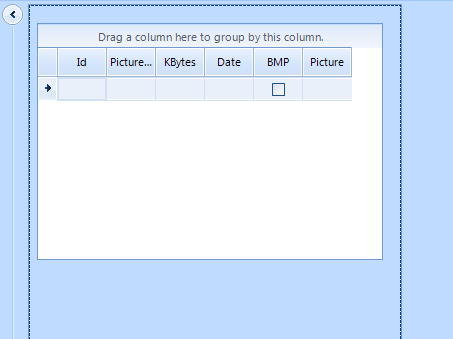 Drag a column here to group by this column.
Id Picture... KBytes Date BMP Picture